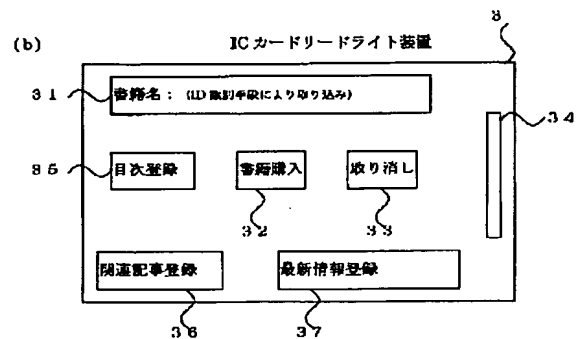 (b) ICカードリードライト装置 8
31 書籍名：(ID識別手段により取り込み)
34
35 目次登録 書籍購入 取り消し
32 33
関連記事登録 最新情報登録
36 37